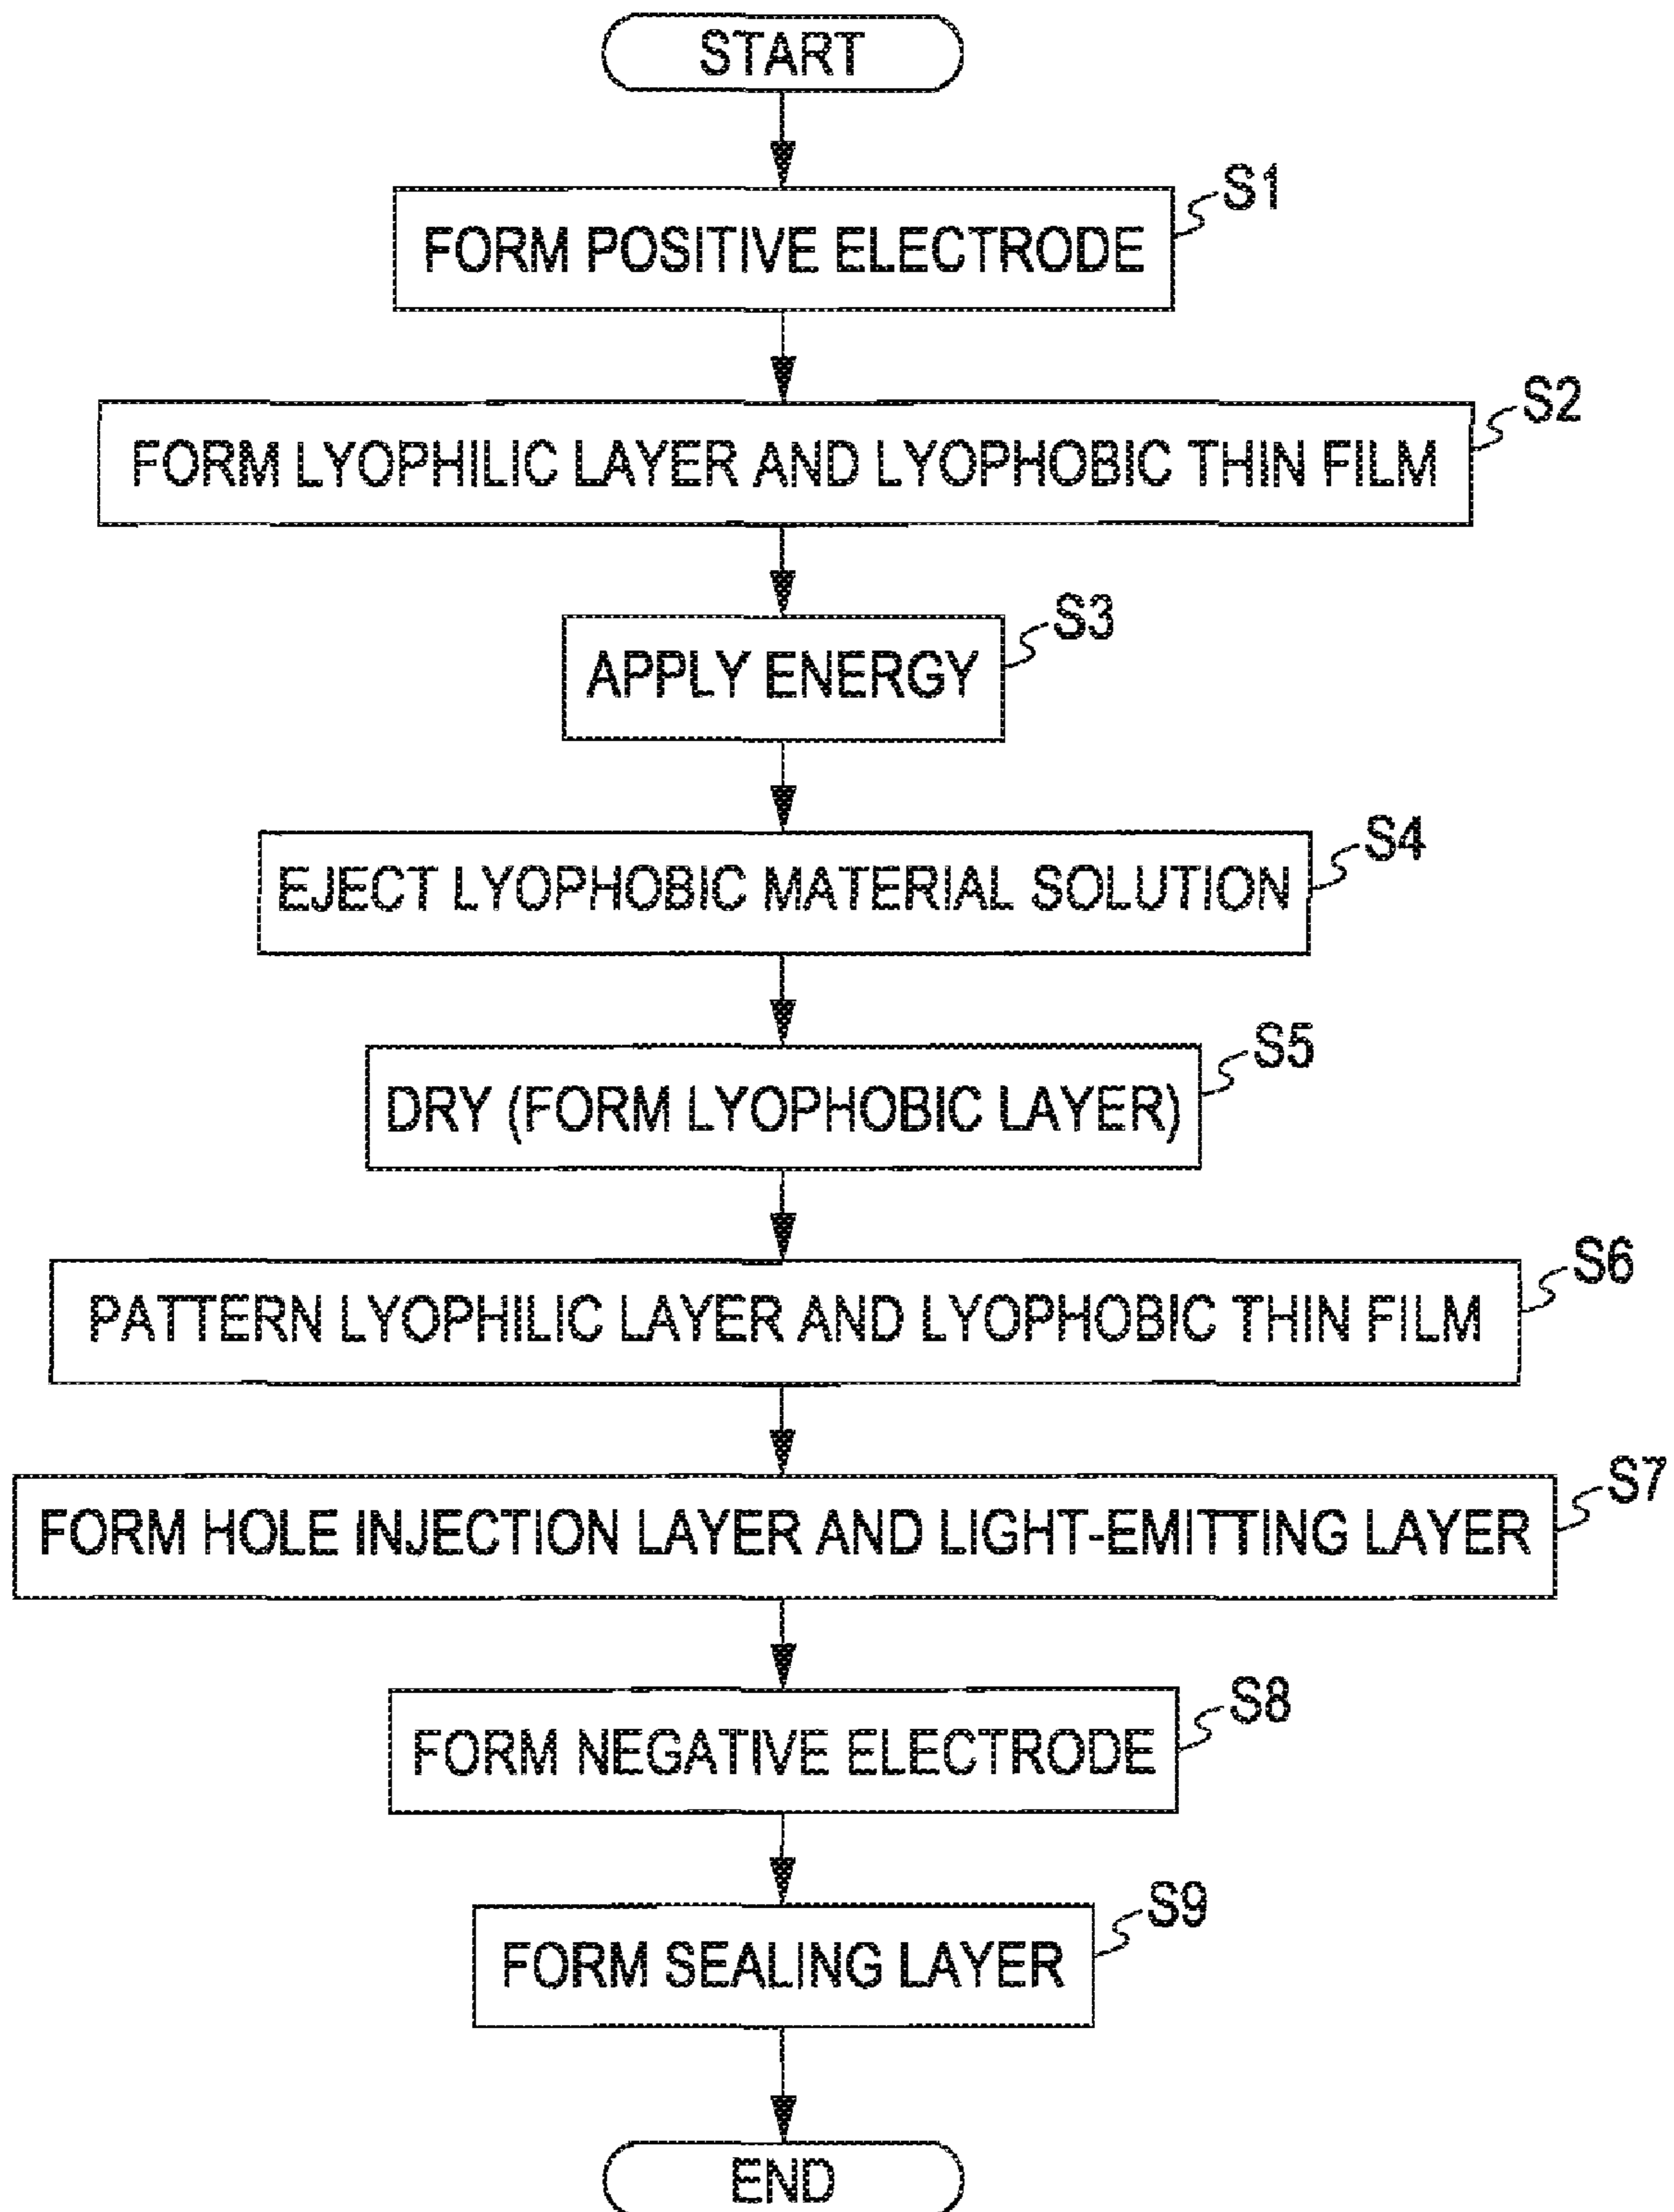 START
S1
FORM POSITIVE ELECTRODE
S2
FORM LYOPHILIC LAYER AND LYOPHOBIC THIN FILM
S3
APPLY ENERGY
S4
EJECT LYOPHOBIC MATERIAL SOLUTION
S5
DRY (FORM LYOPHOBIC LAYER)
S6
PATTERN LYOPHILIC LAYER AND LYOPHOBIC THIN FILM
S7
FORM HOLE INJECTION LAYER AND LIGHT-EMITTING LAYER
S8
FORM NEGATIVE ELECTRODE
S9
FORM SEALING LAYER
END